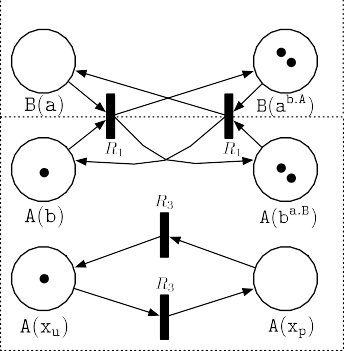 B(a) B(a^{b.A})
R_1 R_1
A(b) A(b^{a.B})
R_3
R_3
A(x_u) A(x_p)